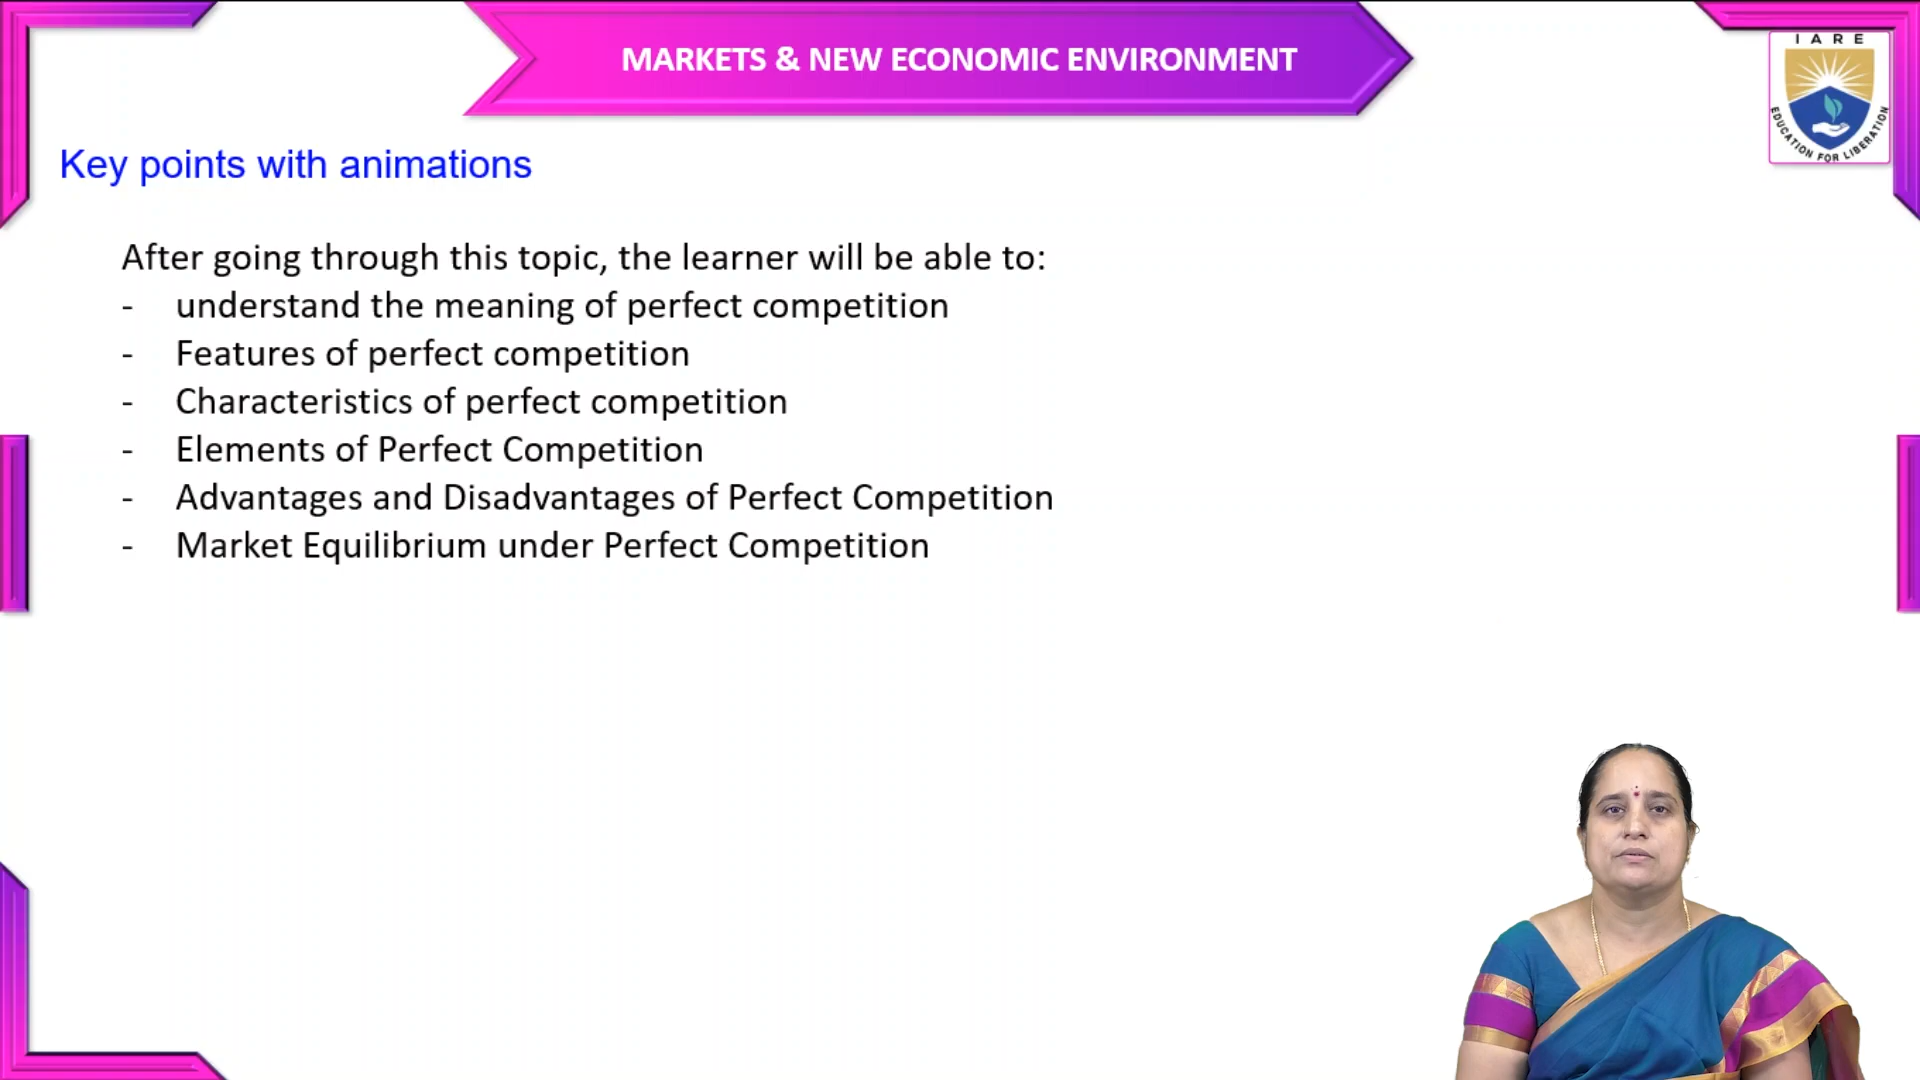 MARKETS & NEW ECONOMIC ENVIRONMENT
IARE
EDUCATION FOR LIBERATION
Key points with animations
After going through this topic, the learner will be able to:
- understand the meaning of perfect competition
- Features of perfect competition
- Characteristics of perfect competition
- Elements of Perfect Competition
- Advantages and Disadvantages of Perfect Competition
- Market Equilibrium under Perfect Competition